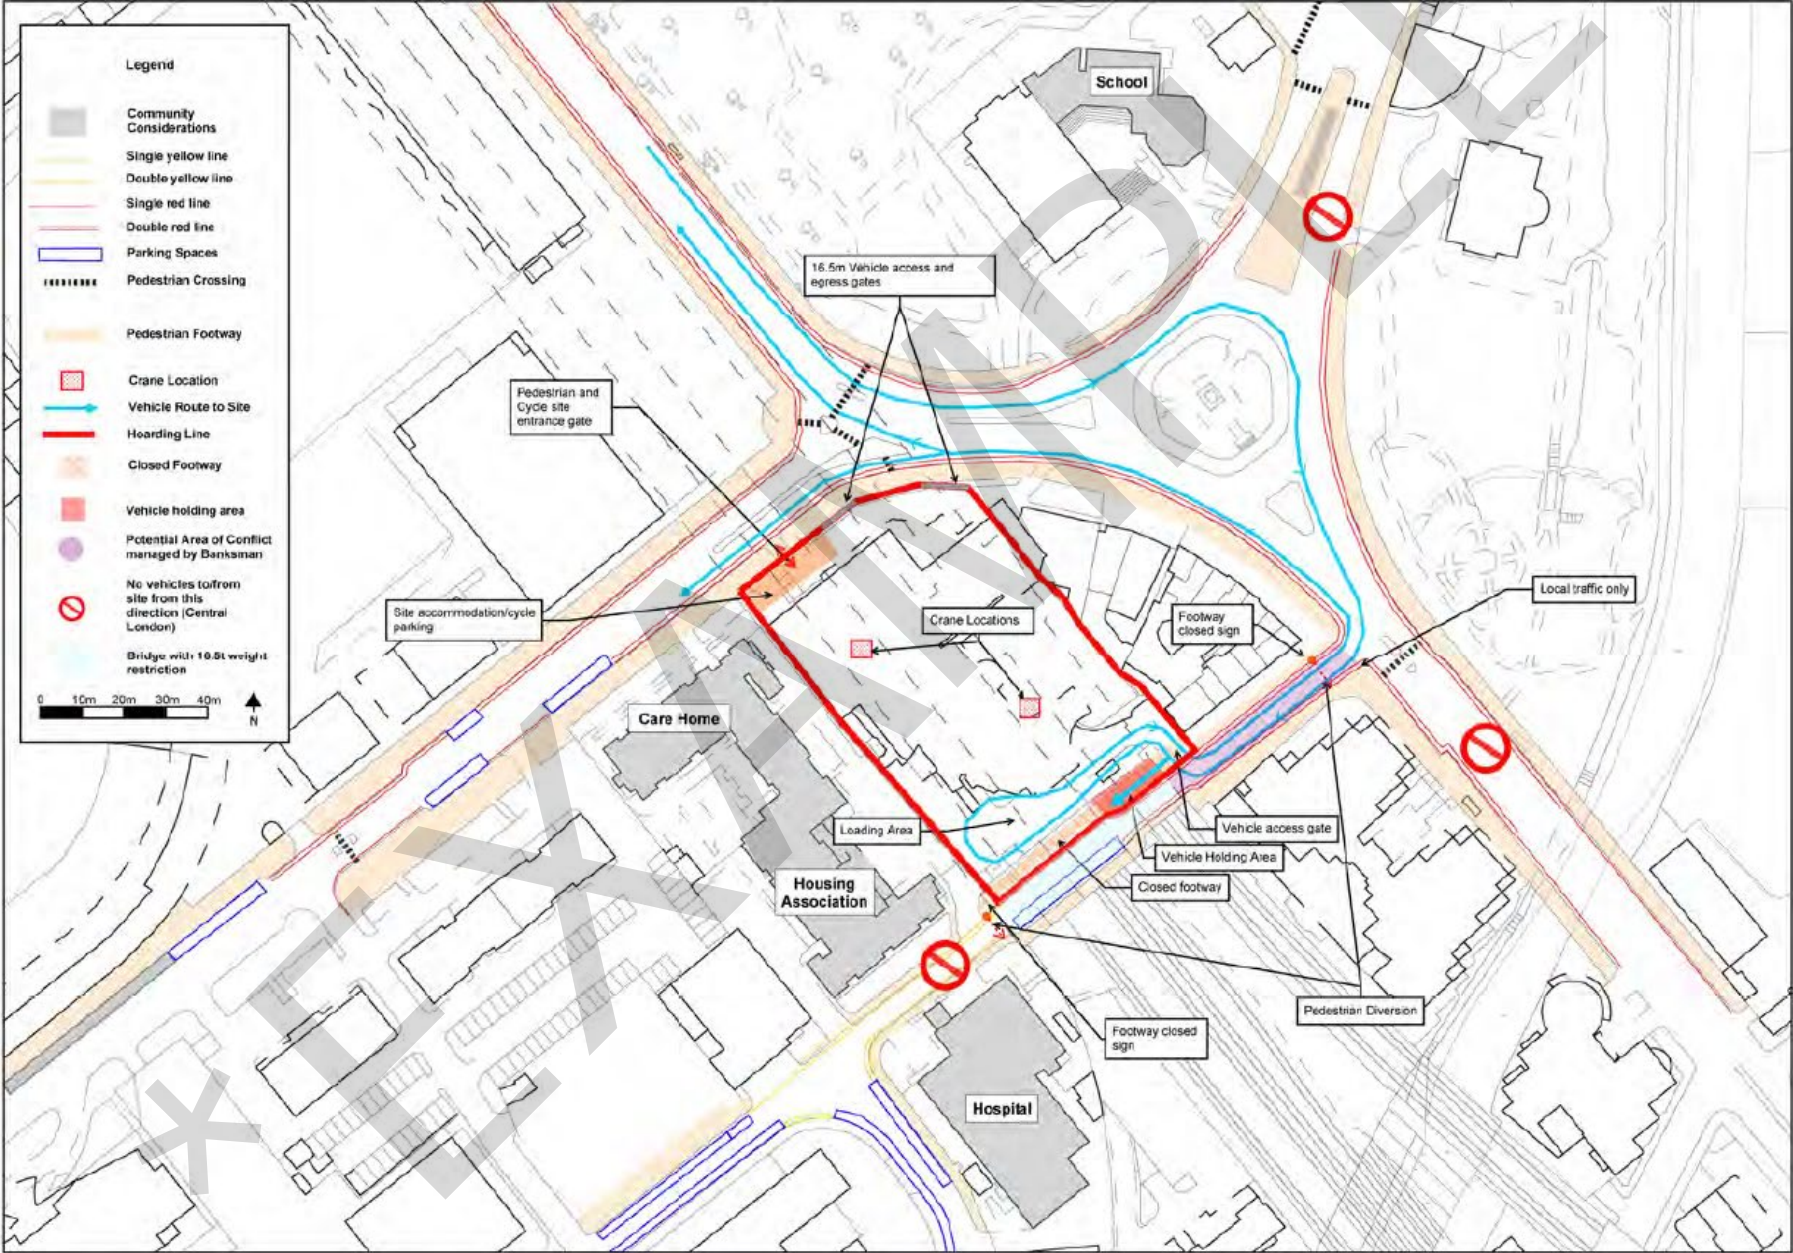 Legend
Community
Considerations
Single yellow line
Double yellow line
Single red line
Double red line
Parking Spaces
Pedestrian Crossing
Pedestrian Footway
Crane Location
Vehicle Route to Site
Hoarding Line
Closed Footway
Vehicle holding area
Potential Area of Conflict
managed by Banksman
No vehicles to/from
site from this
direction (Central
London)
Bridge with 16.5t weight
restriction
0 10m 20m 30m 40m
N
School
16.5m Vehicle access and
egress gates
Pedestrian and
Cycle site
entrance gate
Site accommodation/cycle
parking
Crane Locations
Footway
closed sign
Local traffic only
Care Home
Loading Area
Vehicle access gate
Vehicle Holding Area
Closed footway
Housing
Association
Pedestrian Diversion
Footway closed
sign
Hospital
*EXAMPLE